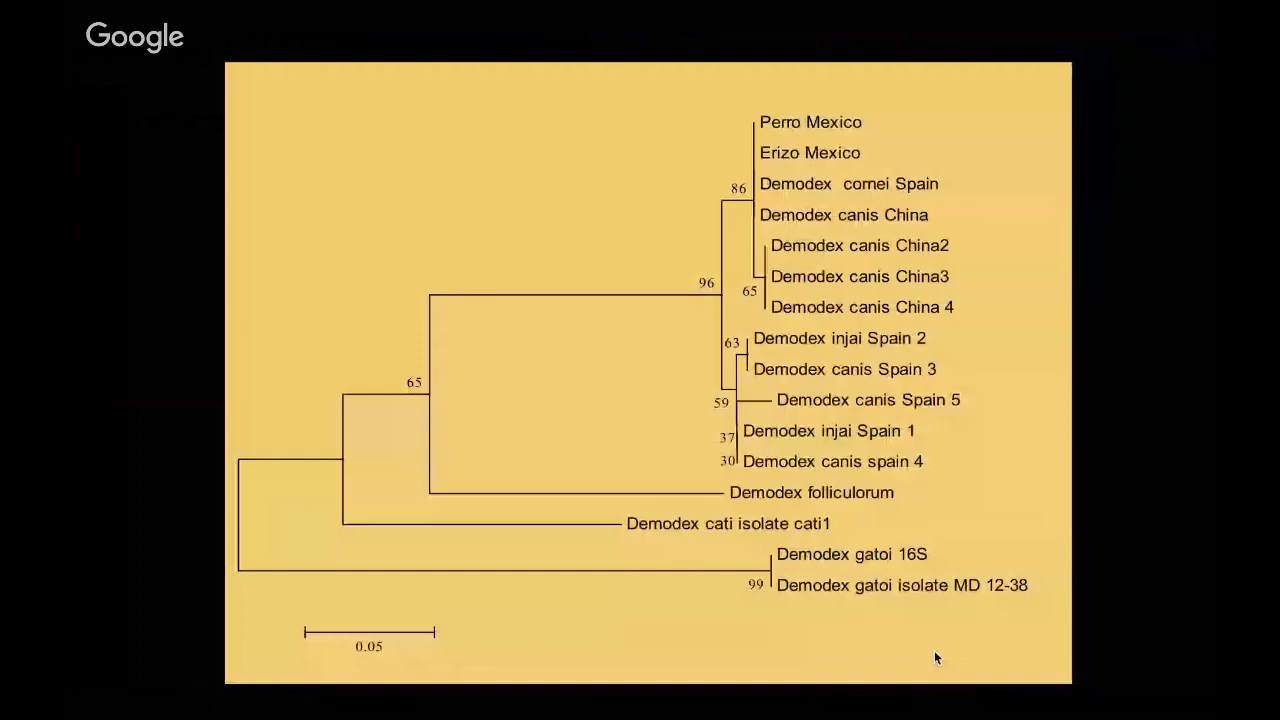 Google
Perro Mexico
Erizo Mexico
Demodex cornei Spain
86
Demodex canis China
Demodex canis China2
Demodex canis China3
96
65
Demodex canis China 4
Demodex injai Spain 2
63
Demodex canis Spain 3
65
Demodex canis Spain 5
59
Demodex injai Spain 1
37
Demodex canis spain 4
30
Demodex folliculorum
Demodex cati isolate cati1
Demodex gatoi 16S
99
Demodex gatoi isolate MD 12-38
0.05